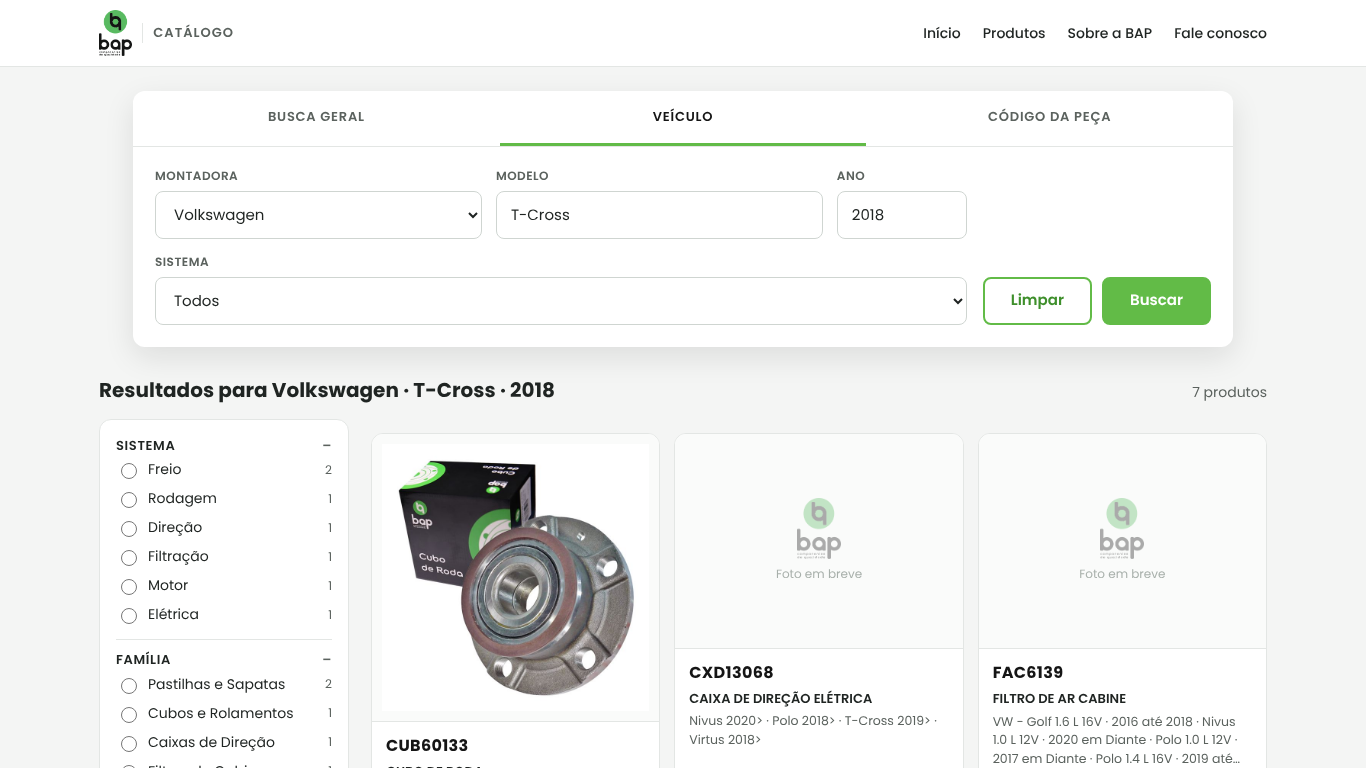 bap
CATÁLOGO
Início
Produtos
Sobre a BAP
Fale conosco
BUSCA GERAL
VEÍCULO
CÓDIGO DA PEÇA
MONTADORA
MODELO
ANO
Volkswagen
T-Cross
2018
SISTEMA
Todos
Limpar
Buscar
Resultados para Volkswagen · T-Cross · 2018
7 produtos
SISTEMA
−
Freio 2
Rodagem 1
Direção 1
Filtração 1
Motor 1
Elétrica 1
FAMÍLIA
−
Pastilhas e Sapatas 2
Cubos e Rolamentos 1
Caixas de Direção 1
Cubo
de Roda
bap
Cubo
de Roda
CUB60133
bap
Foto em breve
CXD13068
CAIXA DE DIREÇÃO ELÉTRICA
Nivus 2020> · Polo 2018> · T-Cross 2019> ·
Virtus 2018>
bap
Foto em breve
FAC6139
FILTRO DE AR CABINE
VW - Golf 1.6 L 16V · 2016 até 2018 · Nivus
1.0 L 12V · 2020 em Diante · Polo 1.0 L 12V ·
2017 em Diante · Polo 1.4 L 16V · 2019 até...